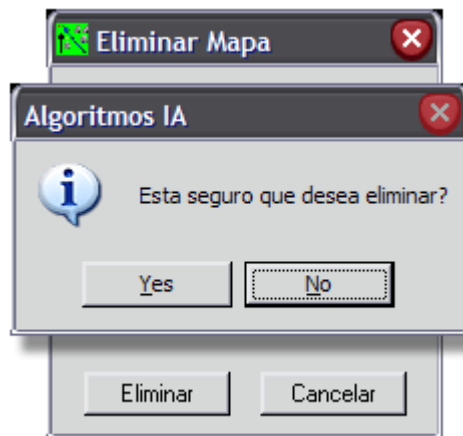 Eliminar Mapa
Algoritmos IA
Esta seguro que desea eliminar?
Yes No
Eliminar Cancelar